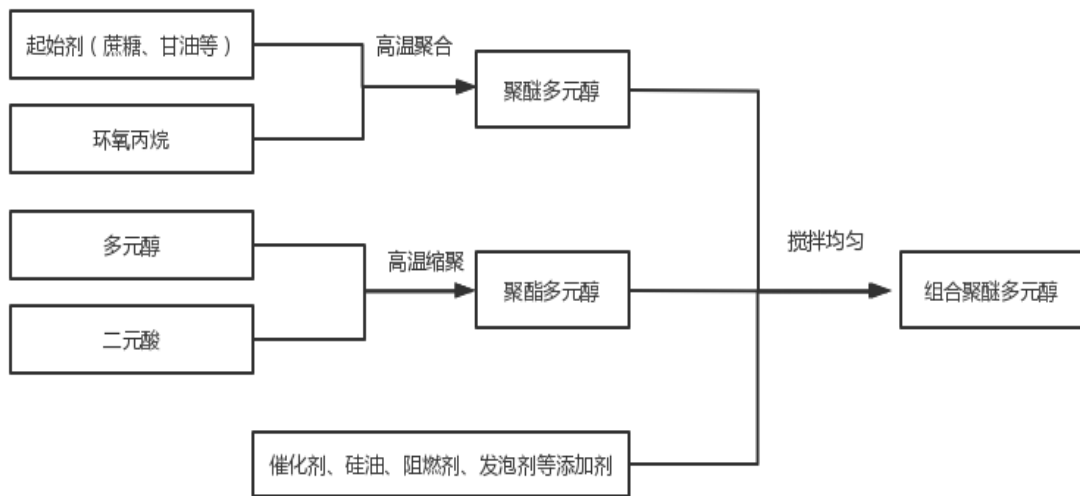 起始剂（蔗糖、甘油等）
高温聚合
聚醚多元醇
环氧丙烷
多元醇
高温缩聚
聚酯多元醇
二元酸
搅拌均匀
组合聚醚多元醇
催化剂、硅油、阻燃剂、发泡剂等添加剂